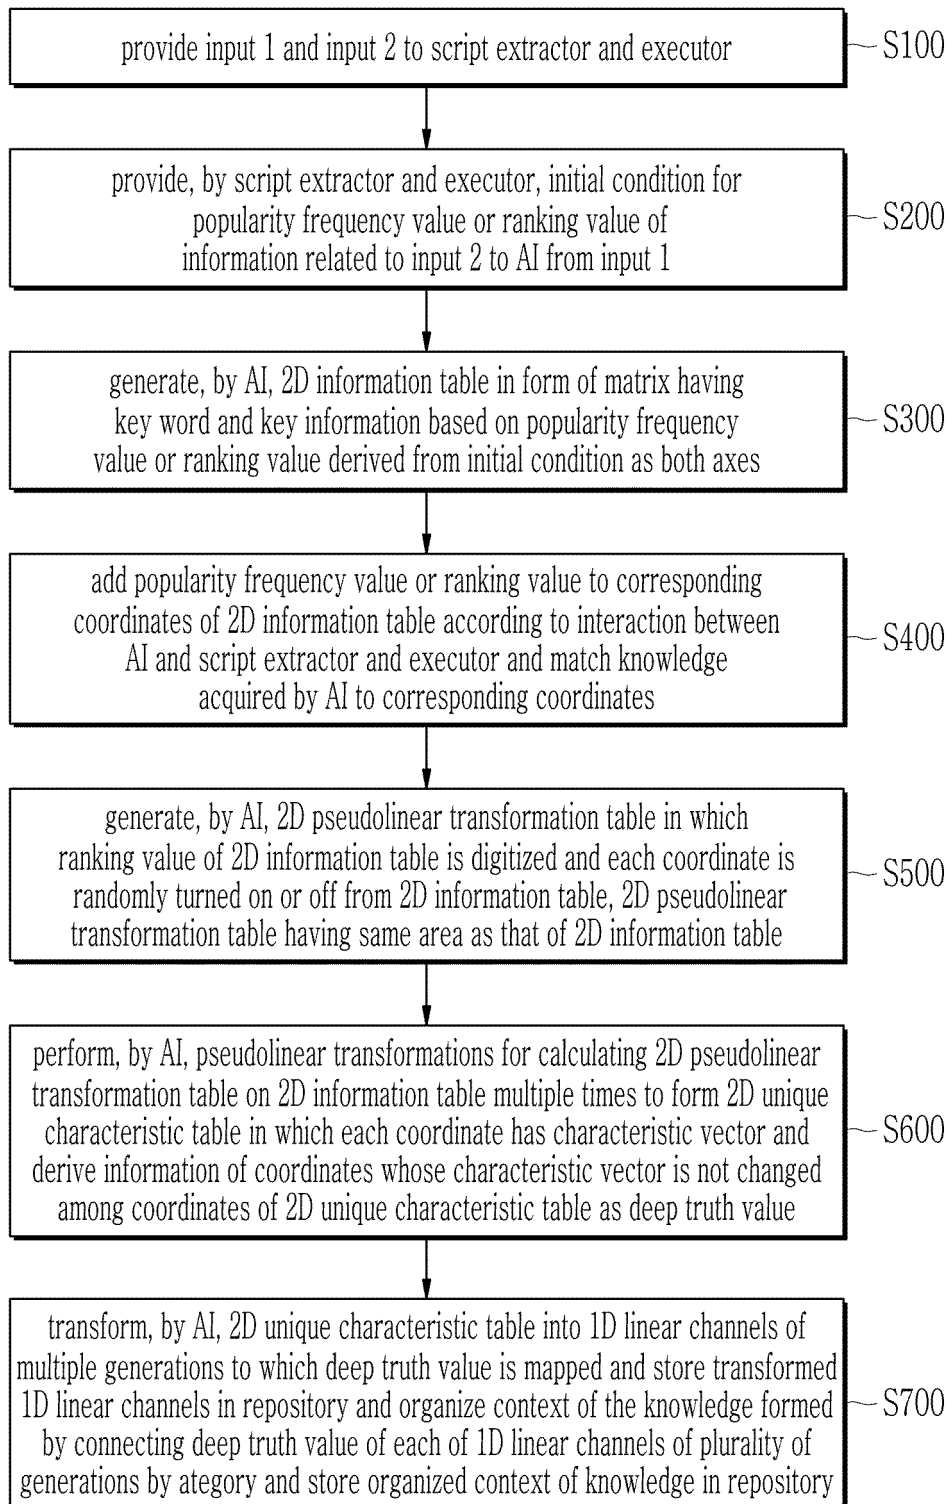 provide input 1 and input 2 to script extractor and executor
S100
provide, by script extractor and executor, initial condition for
popularity frequency value or ranking value of
information related to input 2 to AI from input 1
S200
generate, by AI, 2D information table in form of matrix having
key word and key information based on popularity frequency
value or ranking value derived from initial condition as both axes
S300
add popularity frequency value or ranking value to corresponding
coordinates of 2D information table according to interaction between
AI and script extractor and executor and match knowledge
acquired by AI to corresponding coordinates
S400
generate, by AI, 2D pseudolinear transformation table in which
ranking value of 2D information table is digitized and each coordinate is
randomly turned on or off from 2D information table, 2D pseudolinear
transformation table having same area as that of 2D information table
S500
perform, by AI, pseudolinear transformations for calculating 2D pseudolinear
transformation table on 2D information table multiple times to form 2D unique
characteristic table in which each coordinate has characteristic vector and
derive information of coordinates whose characteristic vector is not changed
among coordinates of 2D unique characteristic table as deep truth value
S600
transform, by AI, 2D unique characteristic table into 1D linear channels of
multiple generations to which deep truth value is mapped and store transformed
1D linear channels in repository and organize context of the knowledge formed
by connecting deep truth value of each of 1D linear channels of plurality of
generations by ategory and store organized context of knowledge in repository
S700